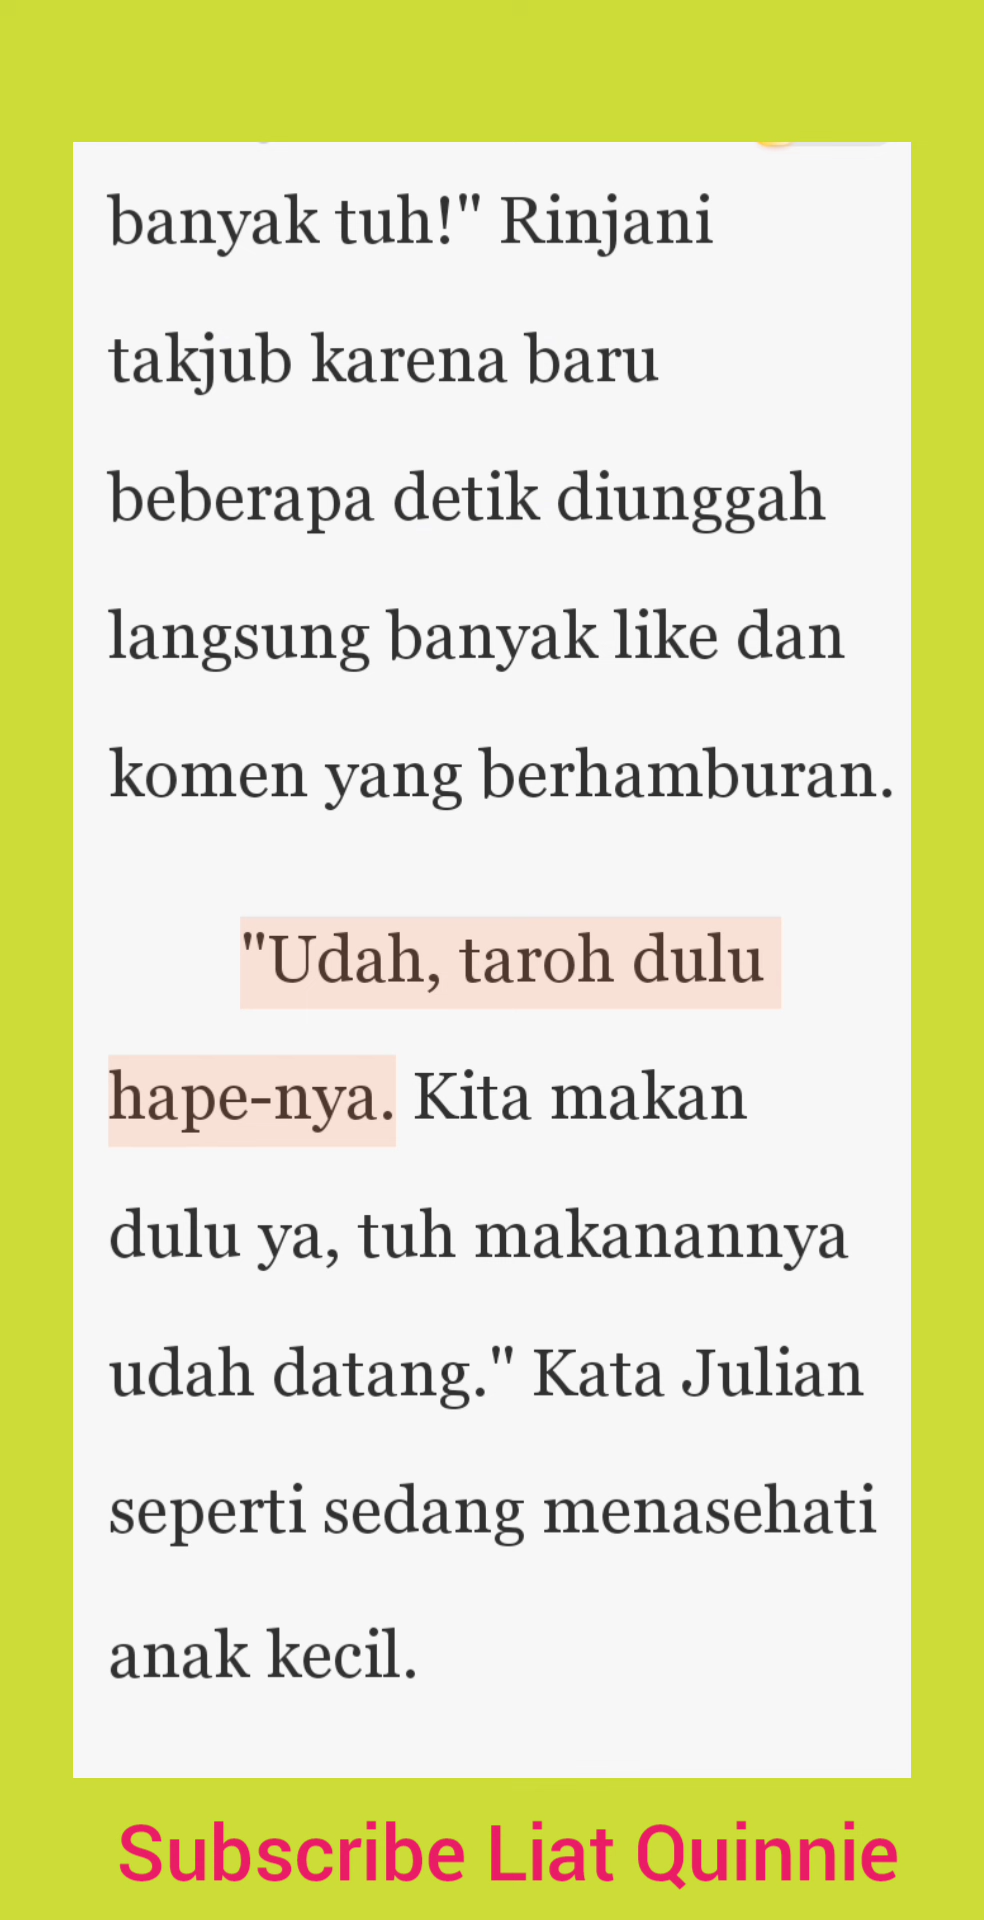 banyak tuh!" Rinjani
takjub karena baru
beberapa detik diunggah
langsung banyak like dan
komen yang berhamburan.
"Udah, taroh dulu
hape-nya. Kita makan
dulu ya, tuh makanannya
udah datang." Kata Julian
seperti sedang menasehati
anak kecil.
Subscribe Liat Quinnie